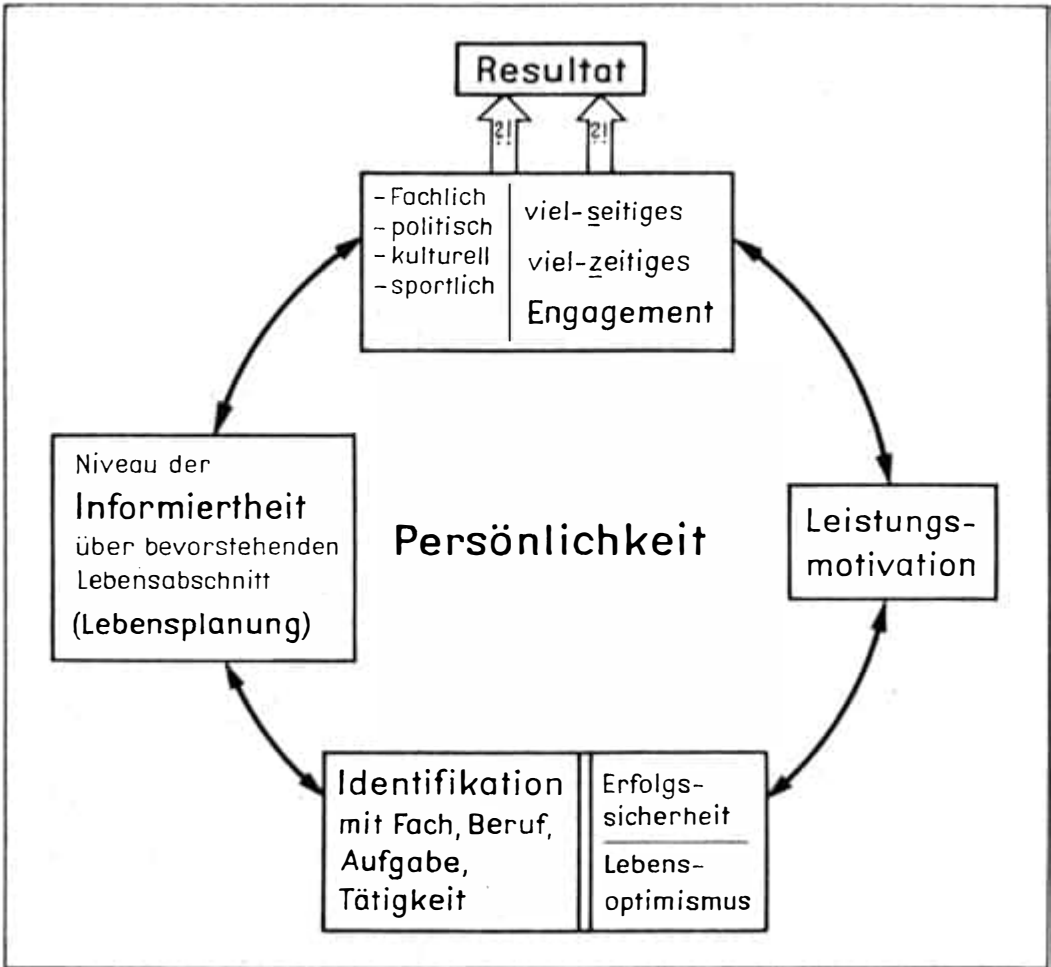 Resultat
?! ?!
- Fachlich
- politisch
- kulturell
- sportlich
viel-seitiges
viel-zeitiges
Engagement
Niveau der
Informiertheit
über bevorstehenden
Lebensabschnitt
(Lebensplanung)
Persönlichkeit
Leistungs-
motivation
Identifikation
mit Fach, Beruf,
Aufgabe,
Tätigkeit
Erfolgs-
sicherheit
Lebens-
optimismus